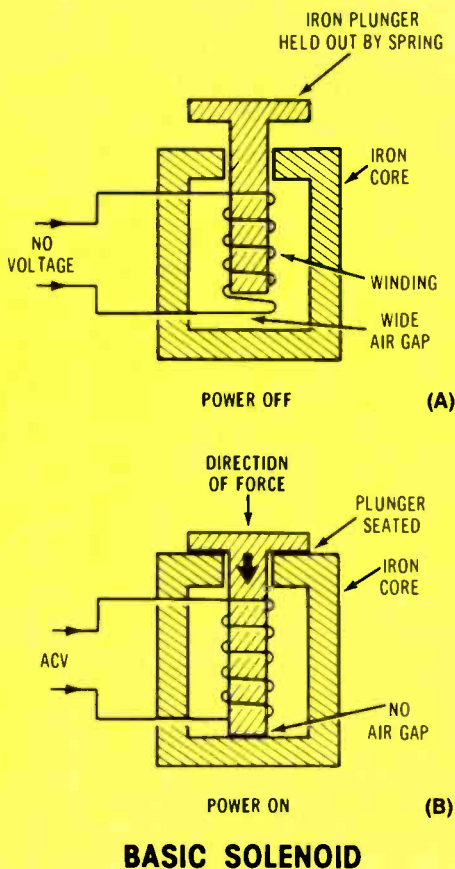 IRON PLUNGER
HELD OUT BY SPRING
IRON
CORE
NO
VOLTAGE
WINDING
WIDE
AIR GAP
POWER OFF
(A)
DIRECTION
OF FORCE
PLUNGER
SEATED
IRON
CORE
ACV
NO
AIR GAP
POWER ON
(B)
BASIC SOLENOID